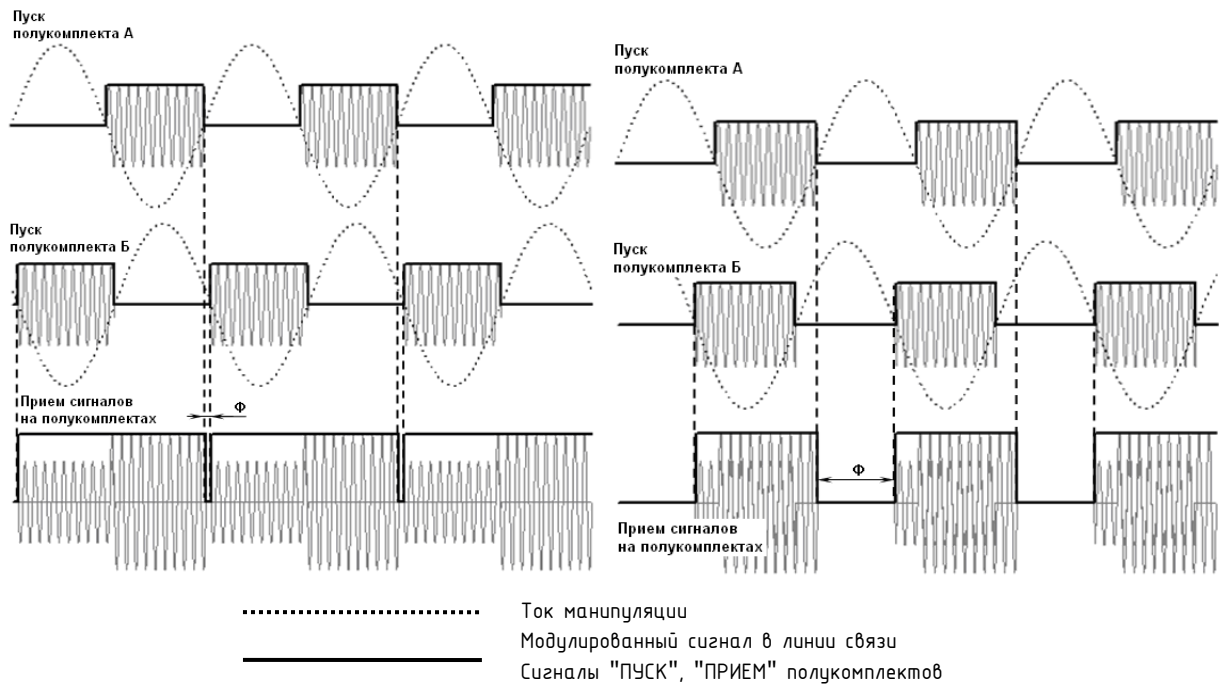 Пуск
полукомплекта А
Пуск
полукомплекта Б
Прием сигналов
на полукомплектах
Ф
Пуск
полукомплекта А
Пуск
полукомплекта Б
Ф
Прием сигналов
на полукомплектах
Ток манипуляции
Модулированный сигнал в линии связи
Сигналы "ПУСК", "ПРИЕМ" полукомплектов